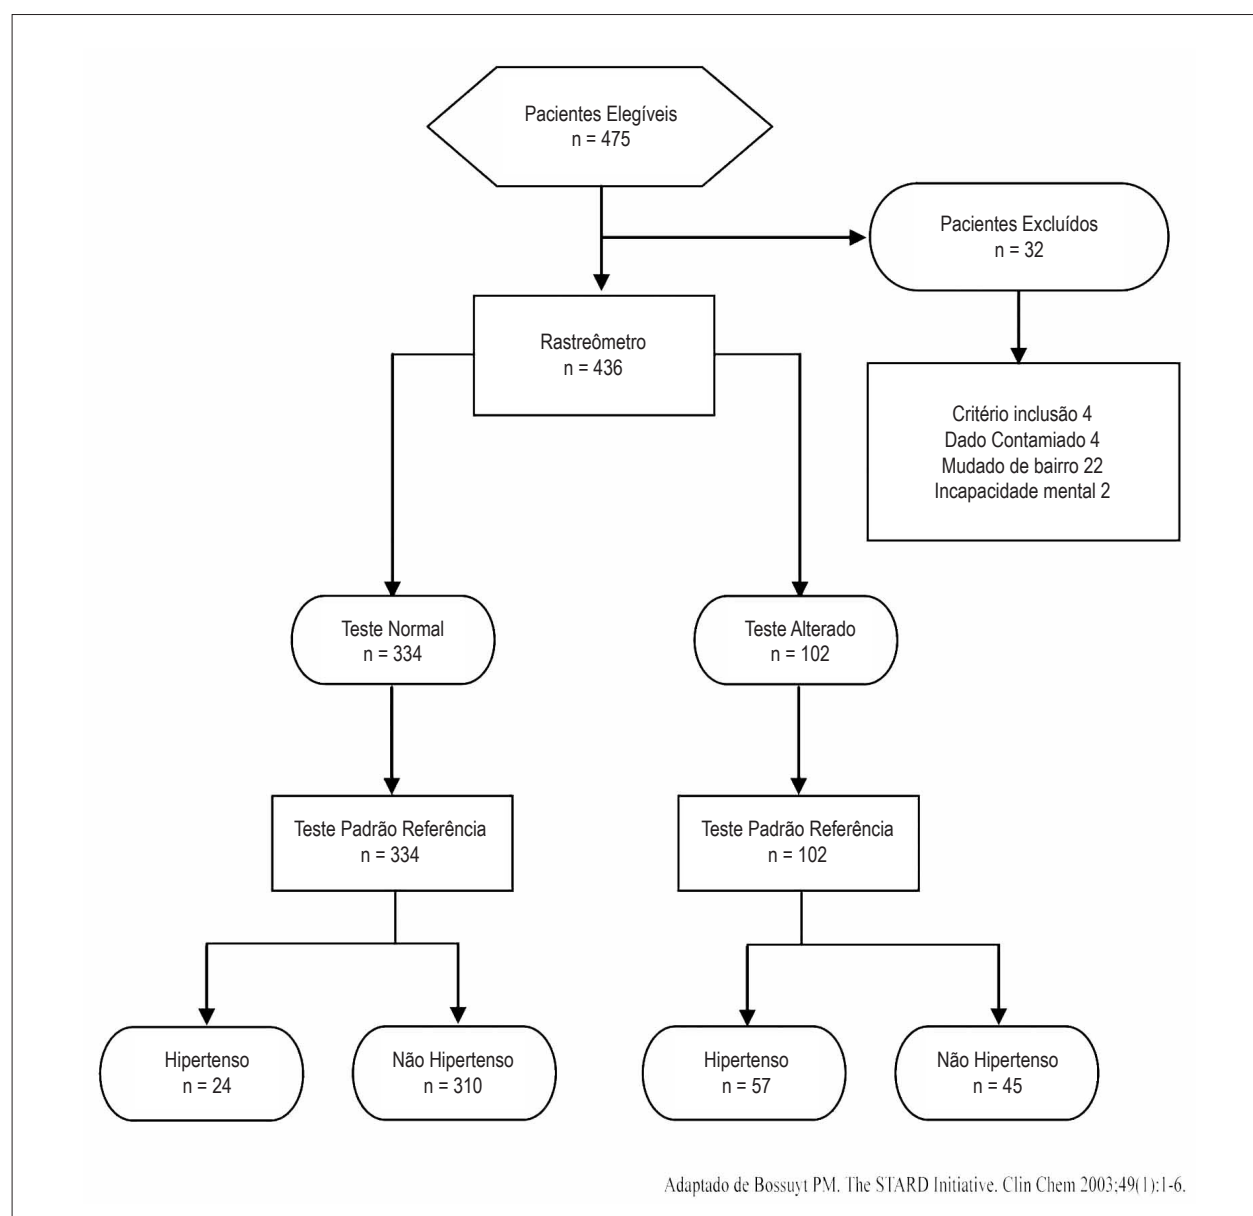 Pacientes Elegíveis
n = 475
Pacientes Excluídos
n = 32
Rastreômetro
n = 436
Critério inclusão 4
Dado Contamiado 4
Mudado de bairro 22
Incapacidade mental 2
Teste Normal
n = 334
Teste Alterado
n = 102
Teste Padrão Referência
n = 334
Teste Padrão Referência
n = 102
Hipertenso
n = 24
Não Hipertenso
n = 310
Hipertenso
n = 57
Não Hipertenso
n = 45
Adaptado de Bossuyt PM. The STARD Initiative. Clin Chem 2003;49(1):1-6.